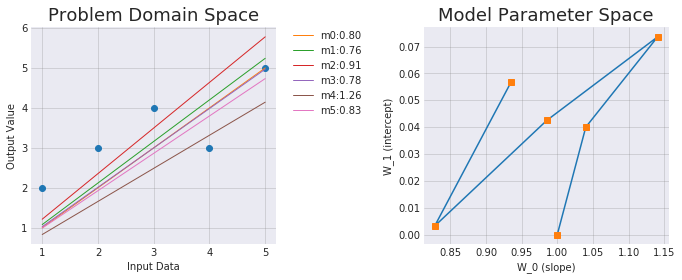 Problem Domain Space
Output Value
6
5
4
3
2
1
1 2 3 4 5
Input Data
m0:0.80
m1:0.76
m2:0.91
m3:0.78
m4:1.26
m5:0.83
Model Parameter Space
W_1 (intercept)
0.07
0.06
0.05
0.04
0.03
0.02
0.01
0.00
0.85 0.90 0.95 1.00 1.05 1.10 1.15
W_0 (slope)